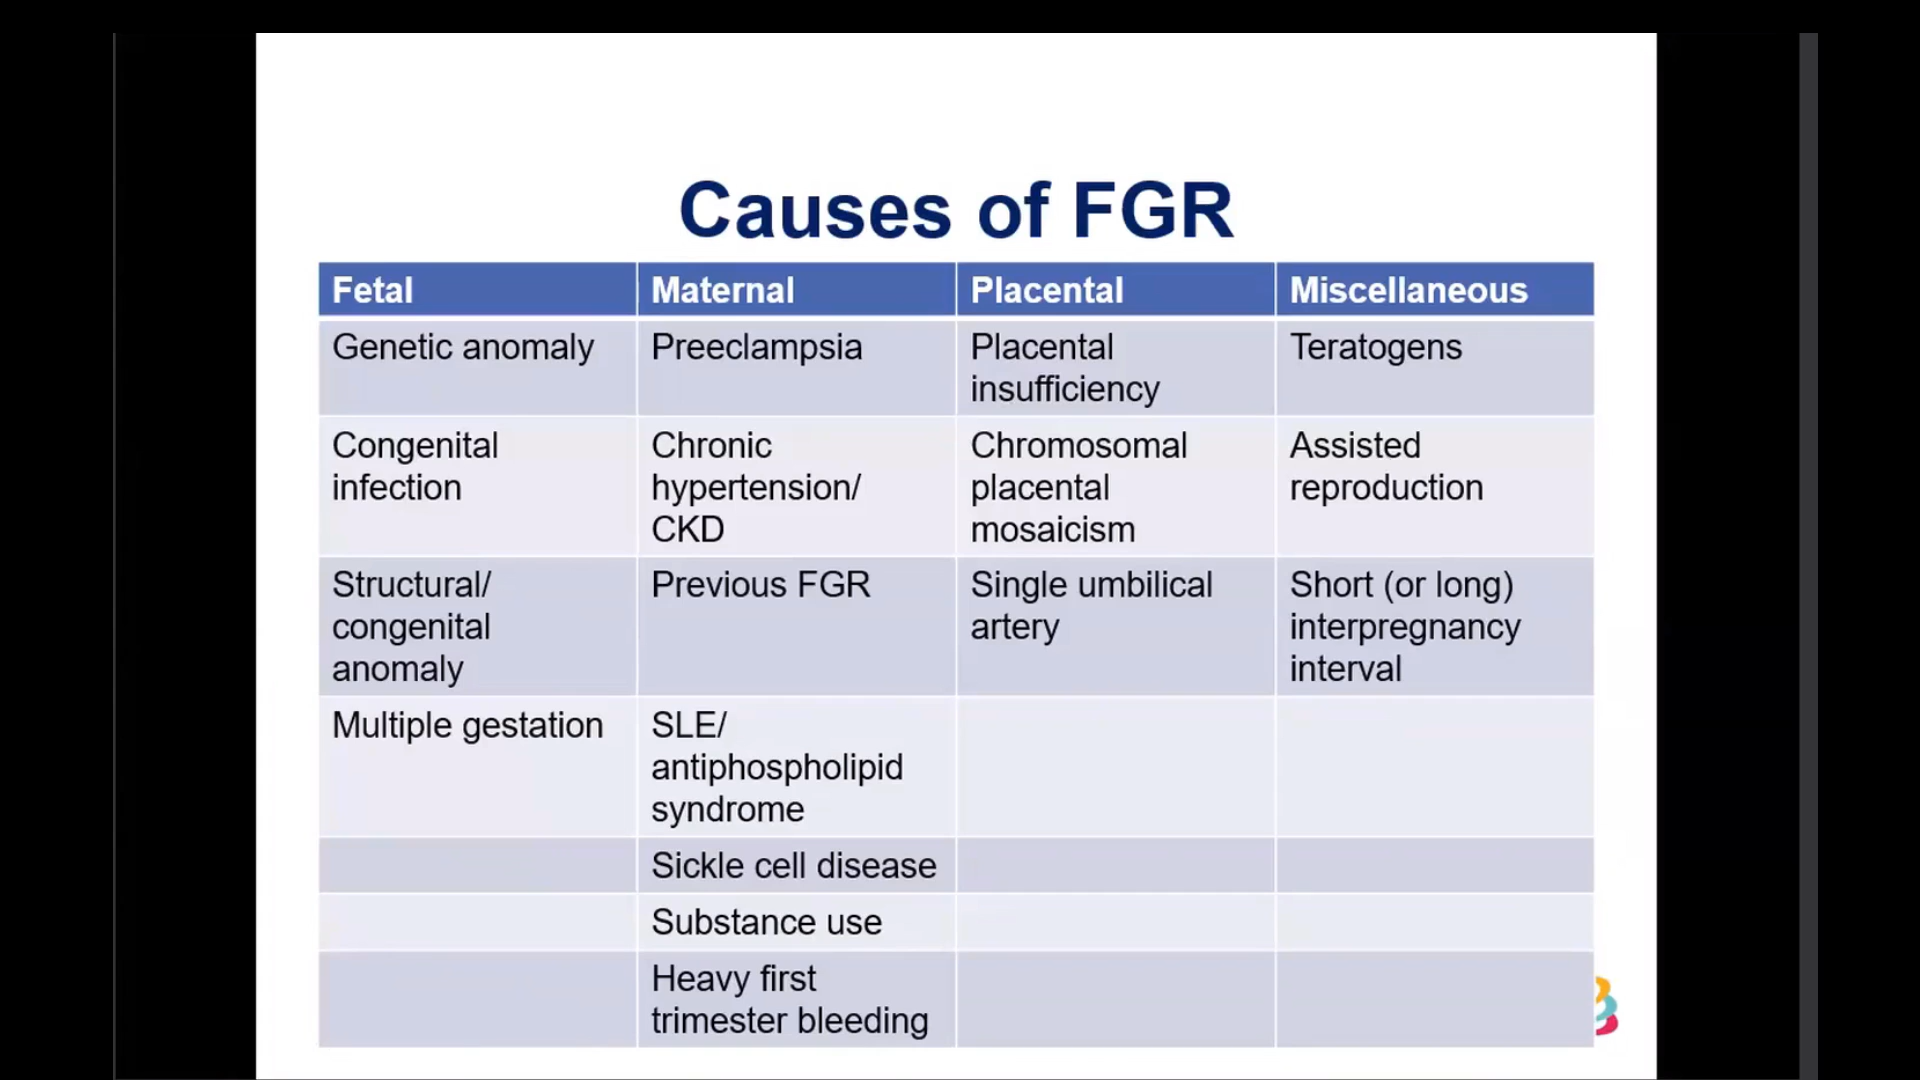 Causes of FGR
Fetal
Maternal
Placental
Miscellaneous
Genetic anomaly
Preeclampsia
Placental
insufficiency
Teratogens
Congenital
infection
Chronic
hypertension/
CKD
Chromosomal
placental
mosaicism
Assisted
reproduction
Structural/
congenital
anomaly
Previous FGR
Single umbilical
artery
Short (or long)
interpregnancy
interval
Multiple gestation
SLE/
antiphospholipid
syndrome
Sickle cell disease
Substance use
Heavy first
trimester bleeding